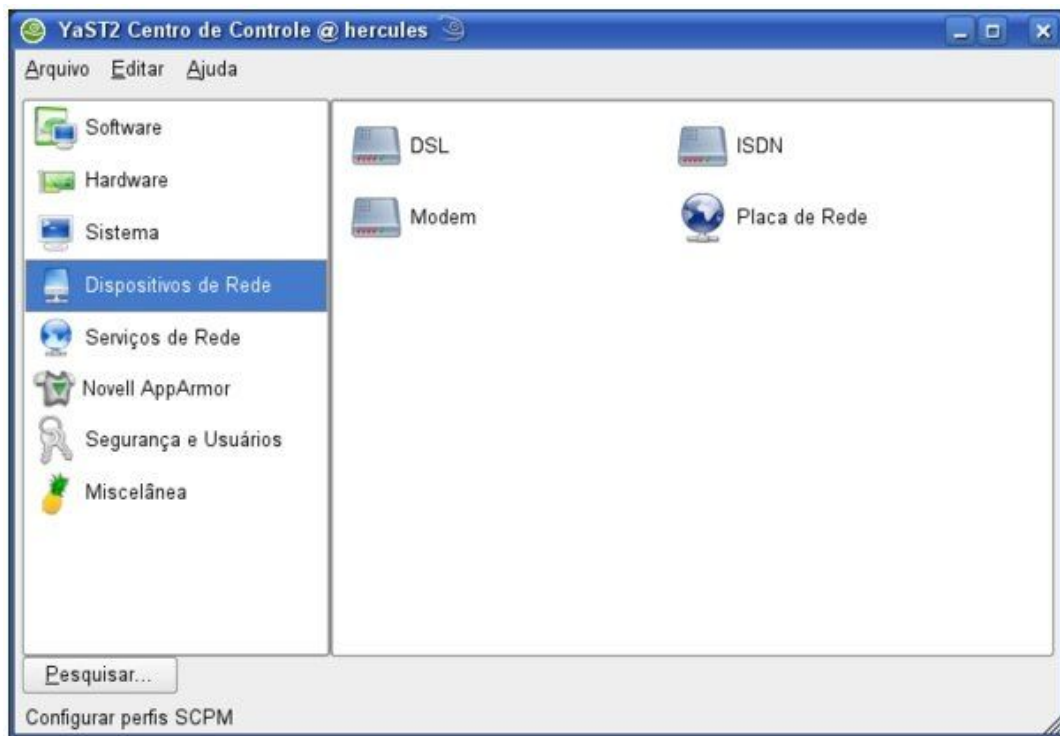 YaST2 Centro de Controle @ hercules
Arquivo Editar Ajuda
Software
Hardware
Sistema
Dispositivos de Rede
Serviços de Rede
Novell AppArmor
Segurança e Usuários
Miscelânea
DSL
ISDN
Modem
Placa de Rede
Pesquisar...
Configurar perfis SCPM